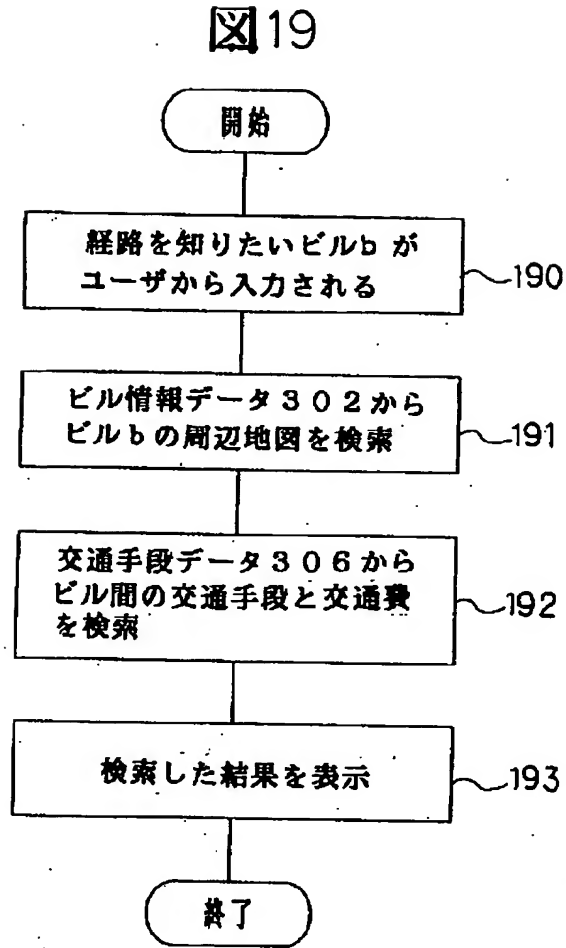 図19
開始
経路を知りたいビルbが
ユーザから入力される
190
ビル情報データ302から
ビルbの周辺地図を検索
191
交通手段データ306から
ビル間の交通手段と交通費
を検索
192
検索した結果を表示
193
終了